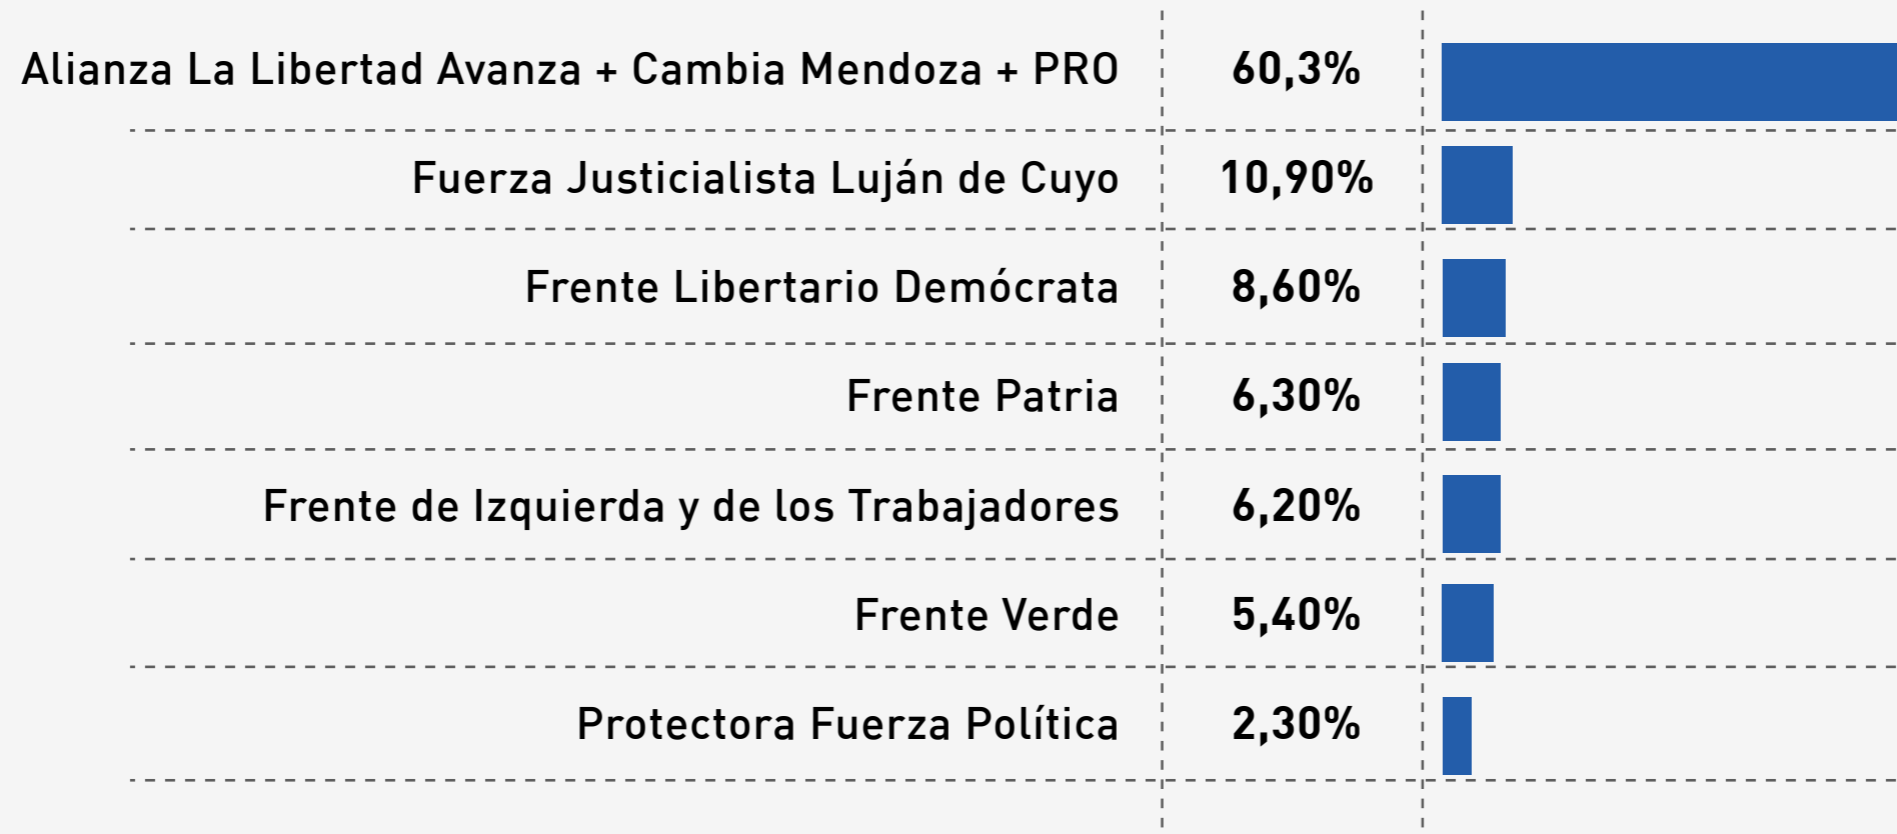 Alianza La Libertad Avanza + Cambia Mendoza + PRO 60,3%
Fuerza Justicialista Luján de Cuyo 10,90%
Frente Libertario Demócrata 8,60%
Frente Patria 6,30%
Frente de Izquierda y de los Trabajadores 6,20%
Frente Verde 5,40%
Protectora Fuerza Política 2,30%